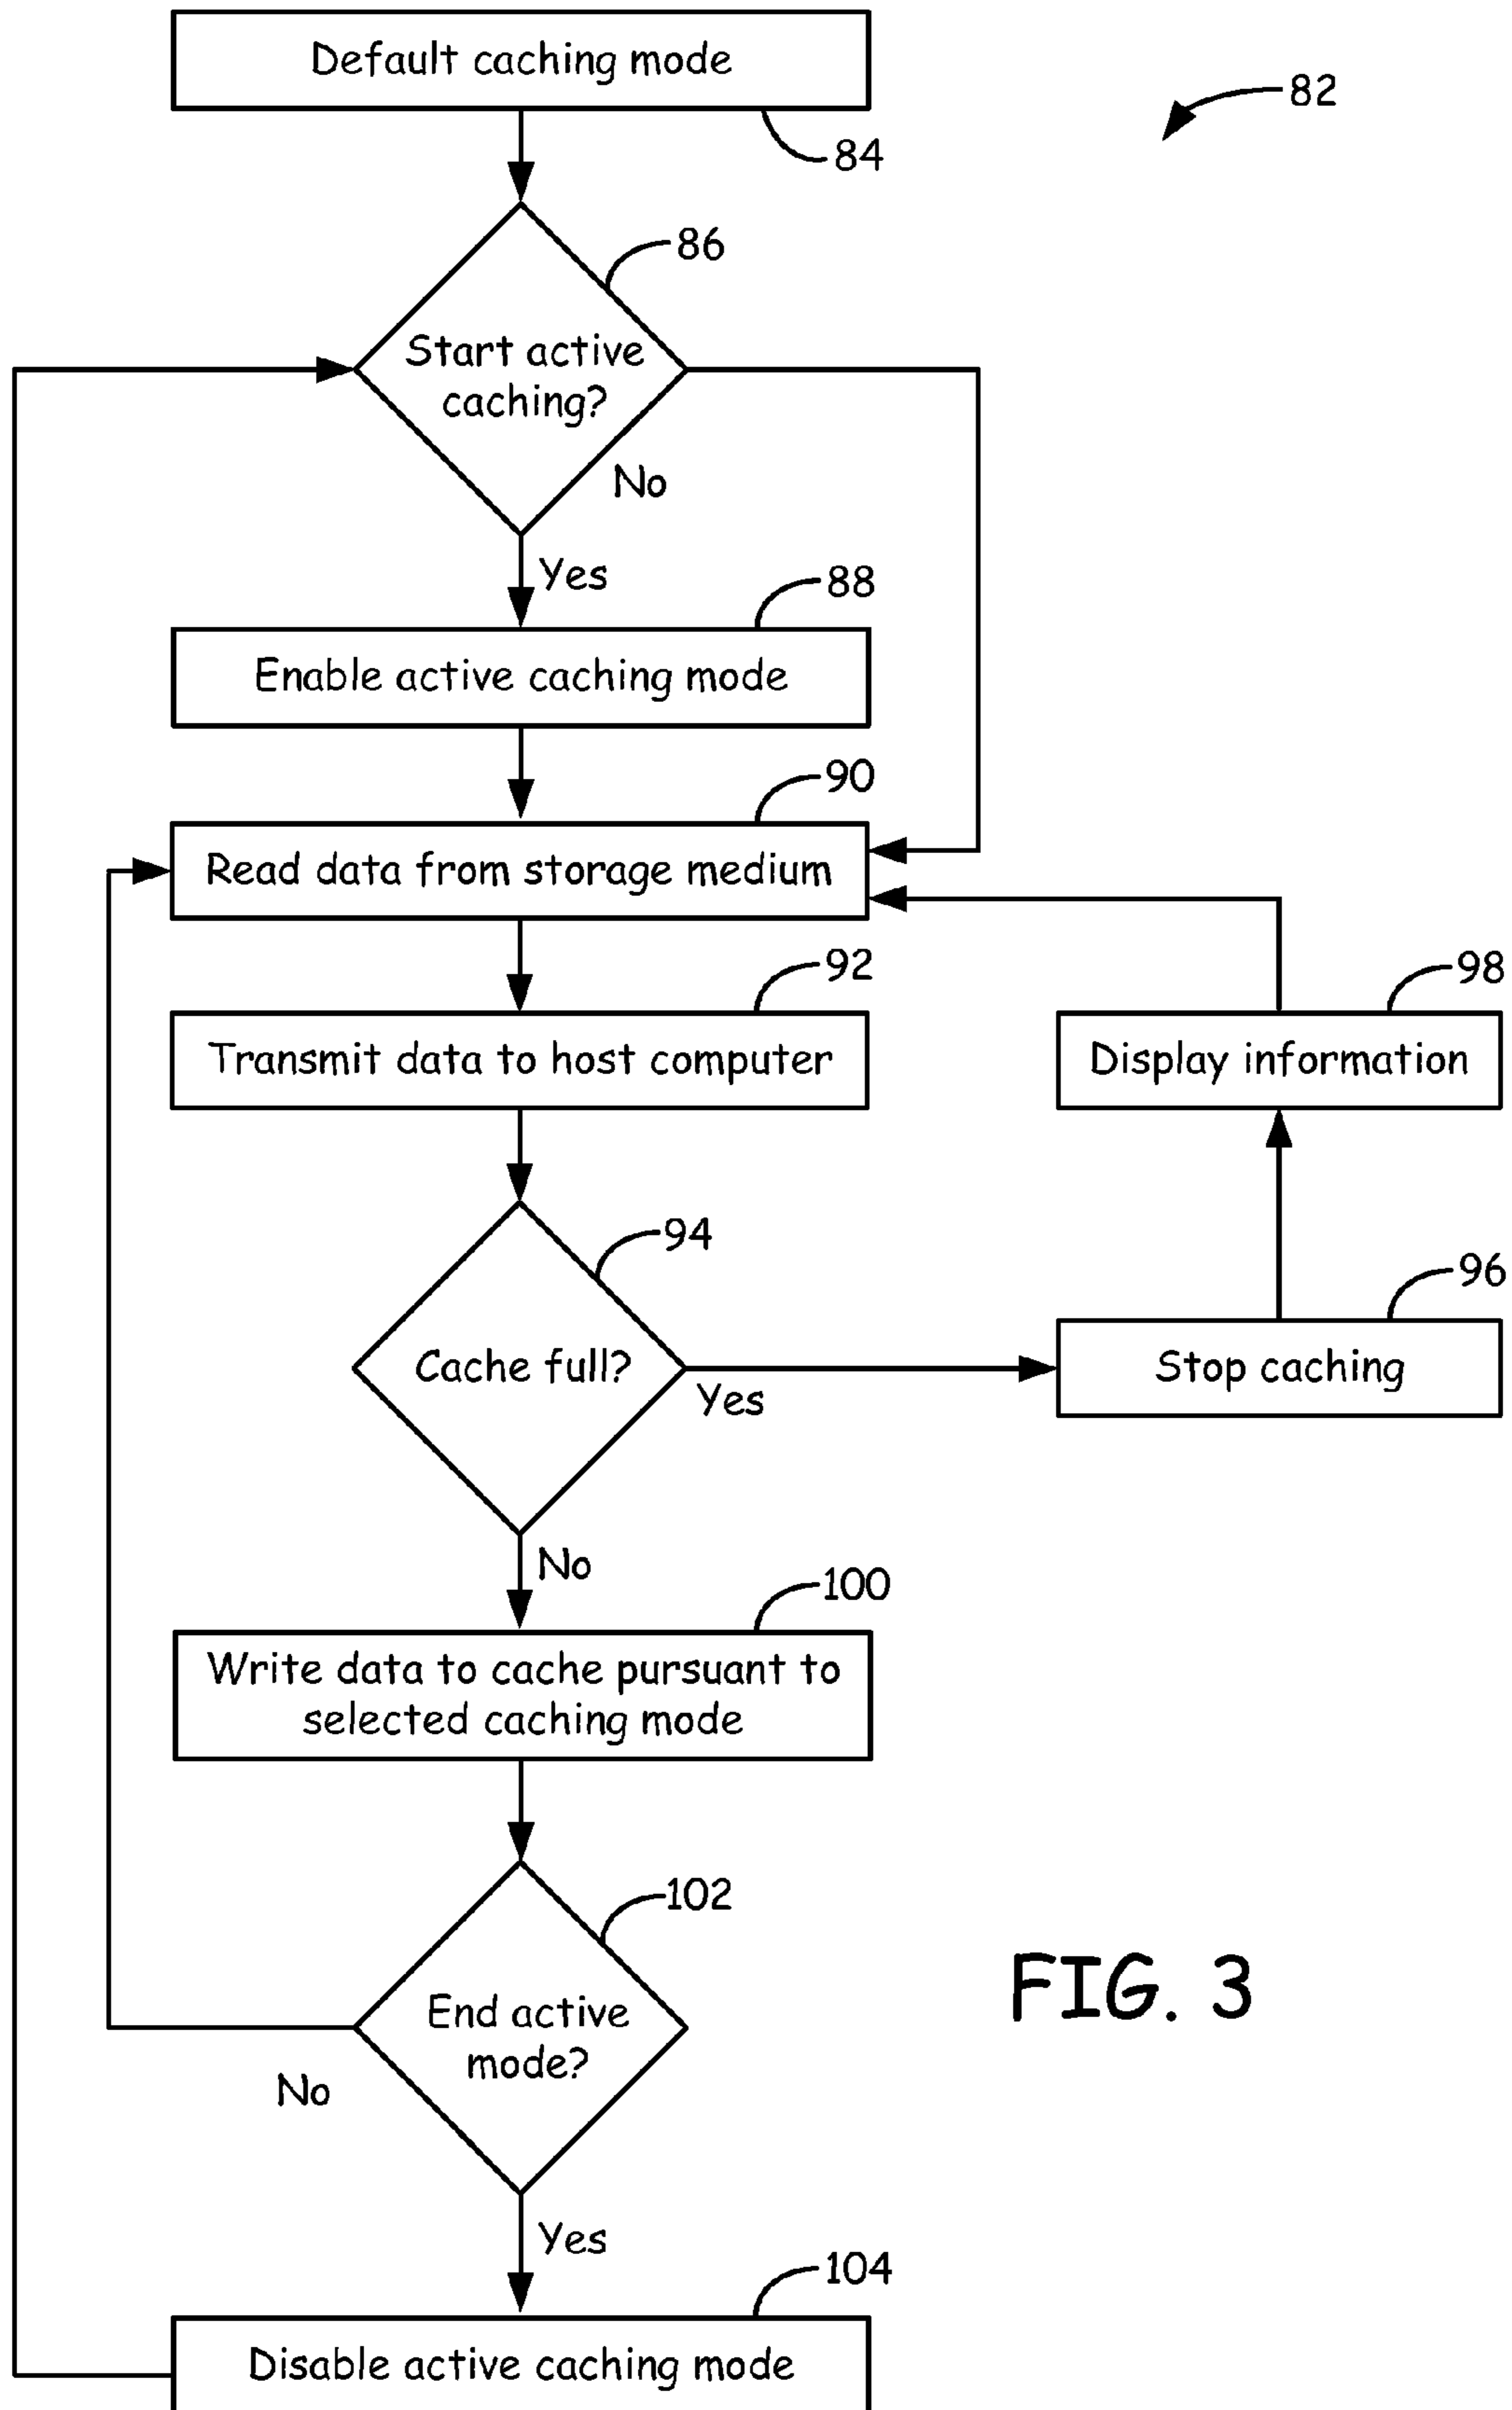 Default caching mode
82
84
86
Start active
caching?
No
Yes
88
Enable active caching mode
90
Read data from storage medium
92
98
Transmit data to host computer
Display information
94
96
Cache full?
Yes
Stop caching
No
100
Write data to cache pursuant to
selected caching mode
102
FIG. 3
End active
mode?
No
Yes
104
Disable active caching mode